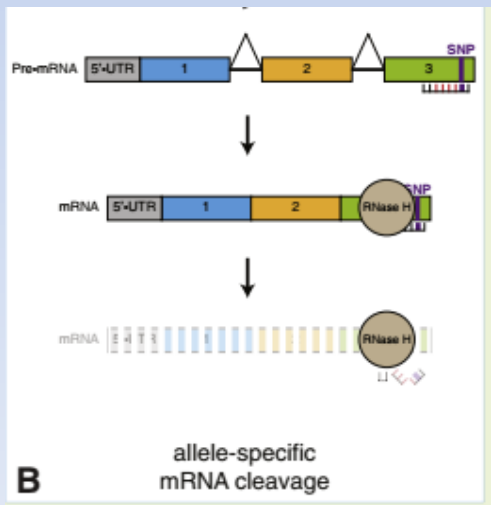 SNP
Pre-mRNA 5'-UTR 1 2 3
SNP
mRNA 5'-UTR 1 2 RNase H
mRNA RNase H
allele-specific
B mRNA cleavage